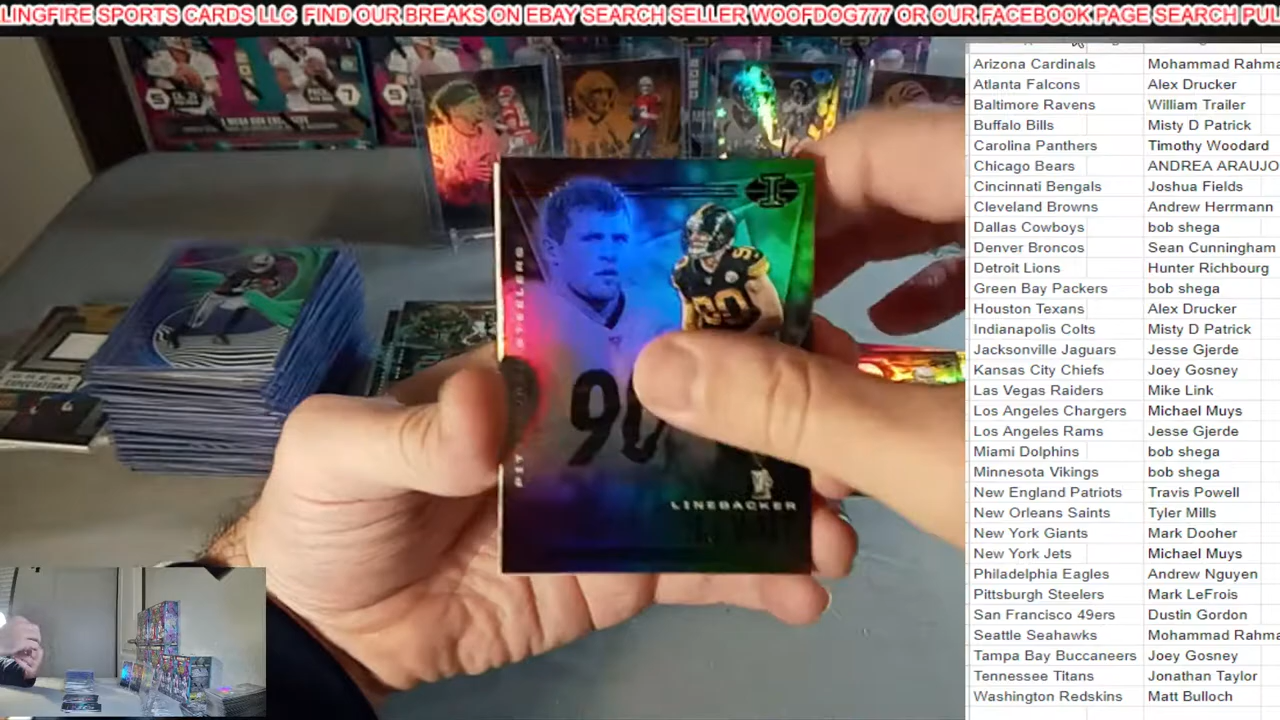 LINGFIRE SPORTS CARDS LLC FIND OUR BREAKS ON EBAY SEARCH SELLER WOOFDOG777 OR OUR FACEBOOK PAGE SEARCH PUL
Arizona Cardinals Mohammad Rahma
Atlanta Falcons Alex Drucker
Baltimore Ravens William Trailer
Buffalo Bills Misty D Patrick
Carolina Panthers Timothy Woodard
Chicago Bears ANDREA ARAUJO
Cincinnati Bengals Joshua Fields
Cleveland Browns Andrew Herrmann
Dallas Cowboys bob shega
Denver Broncos Sean Cunningham
Detroit Lions Hunter Richbourg
Green Bay Packers bob shega
Houston Texans Alex Drucker
Indianapolis Colts Misty D Patrick
Jacksonville Jaguars Jesse Gjerde
Kansas City Chiefs Joey Gosney
Las Vegas Raiders Mike Link
Los Angeles Chargers Michael Muys
Los Angeles Rams Jesse Gjerde
Miami Dolphins bob shega
Minnesota Vikings bob shega
New England Patriots Travis Powell
New Orleans Saints Tyler Mills
New York Giants Mark Dooher
New York Jets Michael Muys
Philadelphia Eagles Andrew Nguyen
Pittsburgh Steelers Mark LeFrois
San Francisco 49ers Dustin Gordon
Seattle Seahawks Mohammad Rahma
Tampa Bay Buccaneers Joey Gosney
Tennessee Titans Jonathan Taylor
Washington Redskins Matt Bulloch
I
STEELERS
PIT
90
90
LINEBACKER
GREAT
EXPECTATIONS